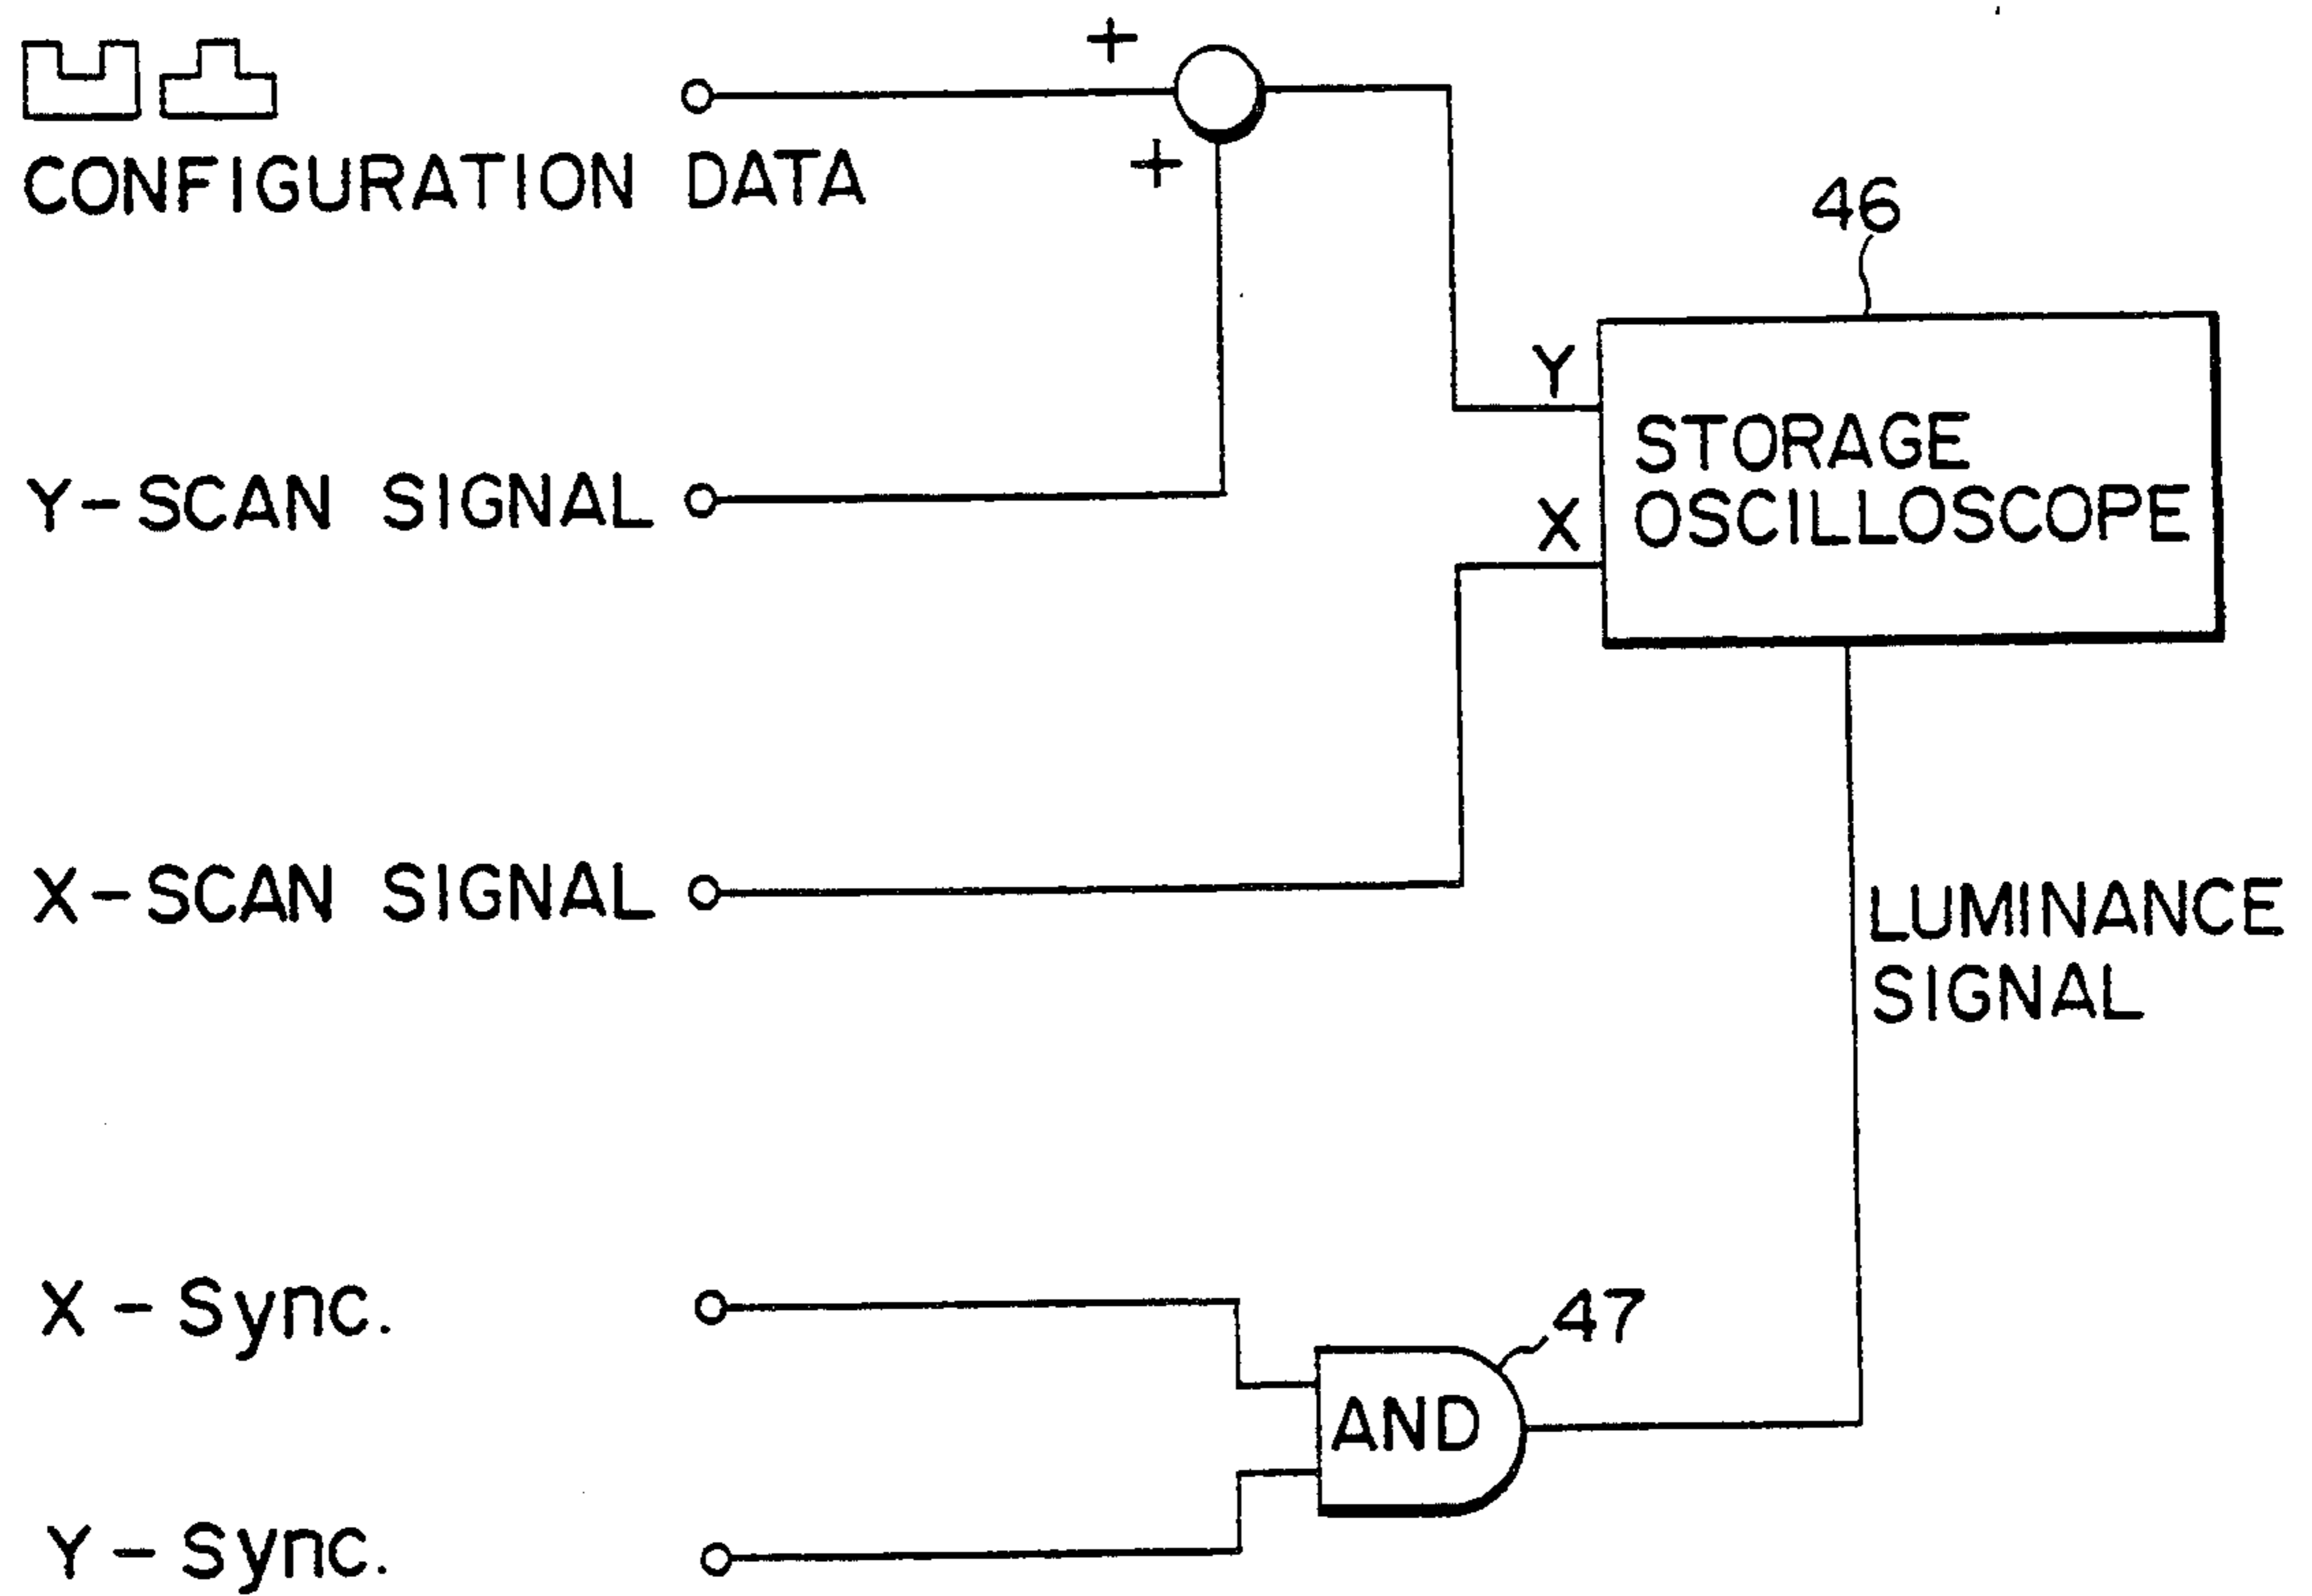 +
CONFIGURATION DATA
+
46
Y
STORAGE
OSCILLOSCOPE
Y-SCAN SIGNAL
X
X-SCAN SIGNAL
LUMINANCE
SIGNAL
X-Sync.
47
AND
Y-Sync.